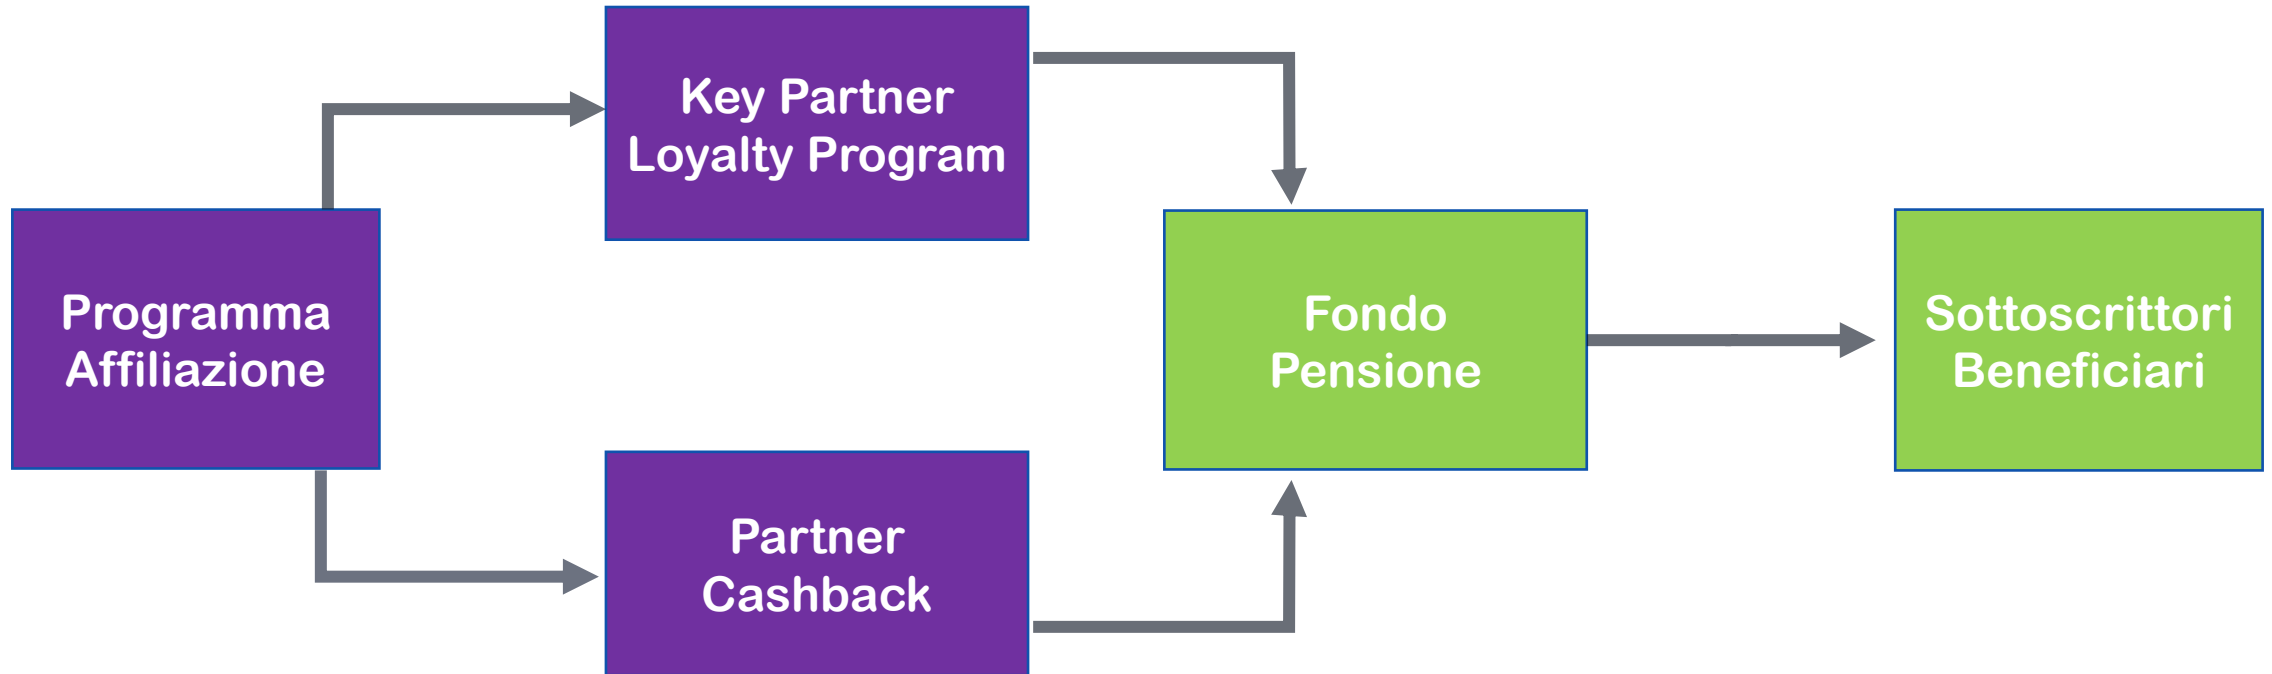 Key Partner
Loyalty Program
Programma
Affiliazione
Fondo
Pensione
Sottoscrittori
Beneficiari
Partner
Cashback